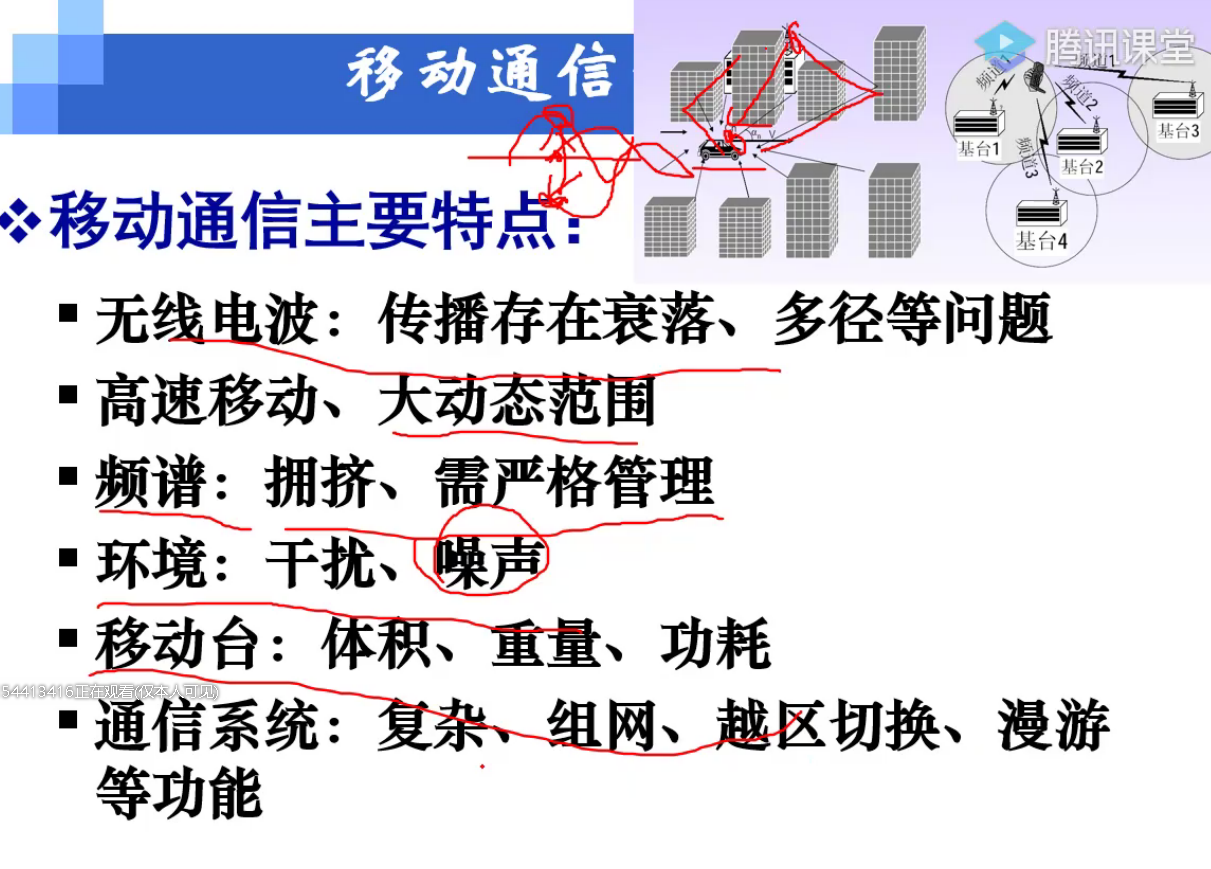 移动通信
腾讯课堂
频道1
频道1
频道2
频道3
基台1
基台2
基台3
基台4
❖移动通信主要特点：
▪无线电波：传播存在衰落、多径等问题
▪高速移动、大动态范围
▪频谱：拥挤、需严格管理
▪环境：干扰、噪声
▪移动台：体积、重量、功耗
54413416正在观看(仅本人可见)
▪通信系统：复杂、组网、越区切换、漫游
等功能